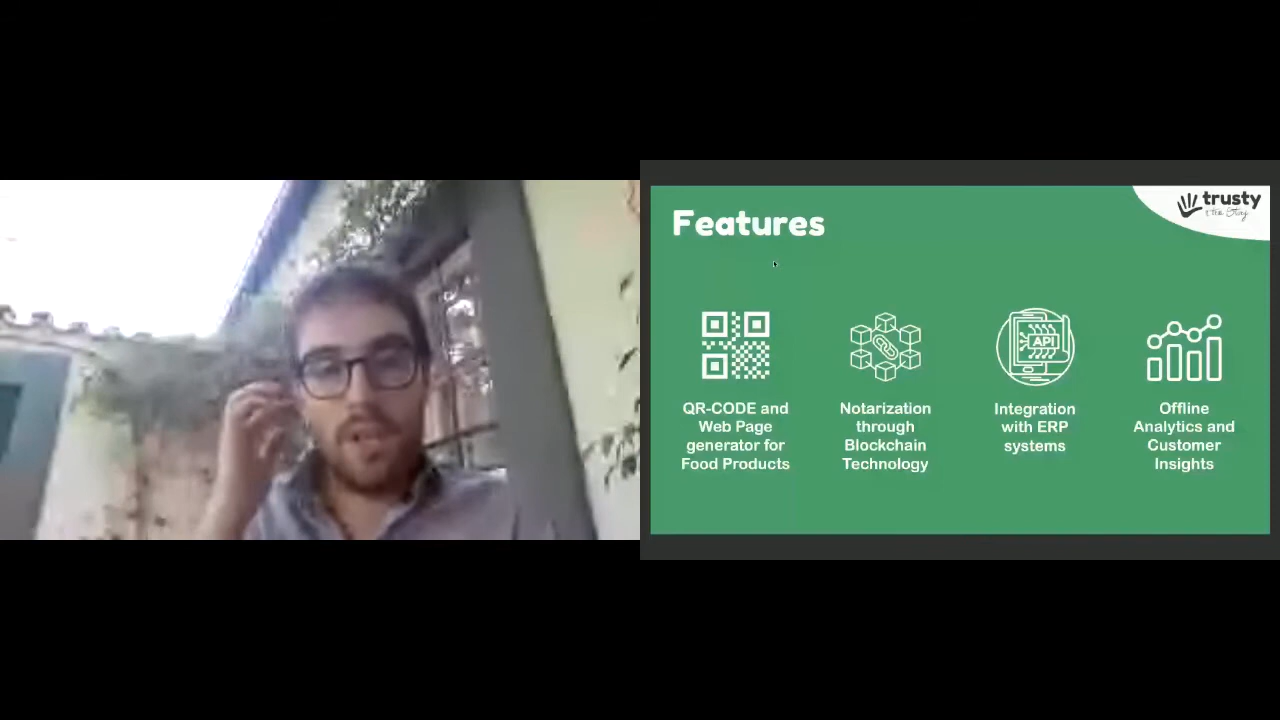 Features
trusty
QR-CODE and
Web Page
generator for
Food Products
Notarization
through
Blockchain
Technology
API
Integration
with ERP
systems
Offline
Analytics and
Customer
Insights